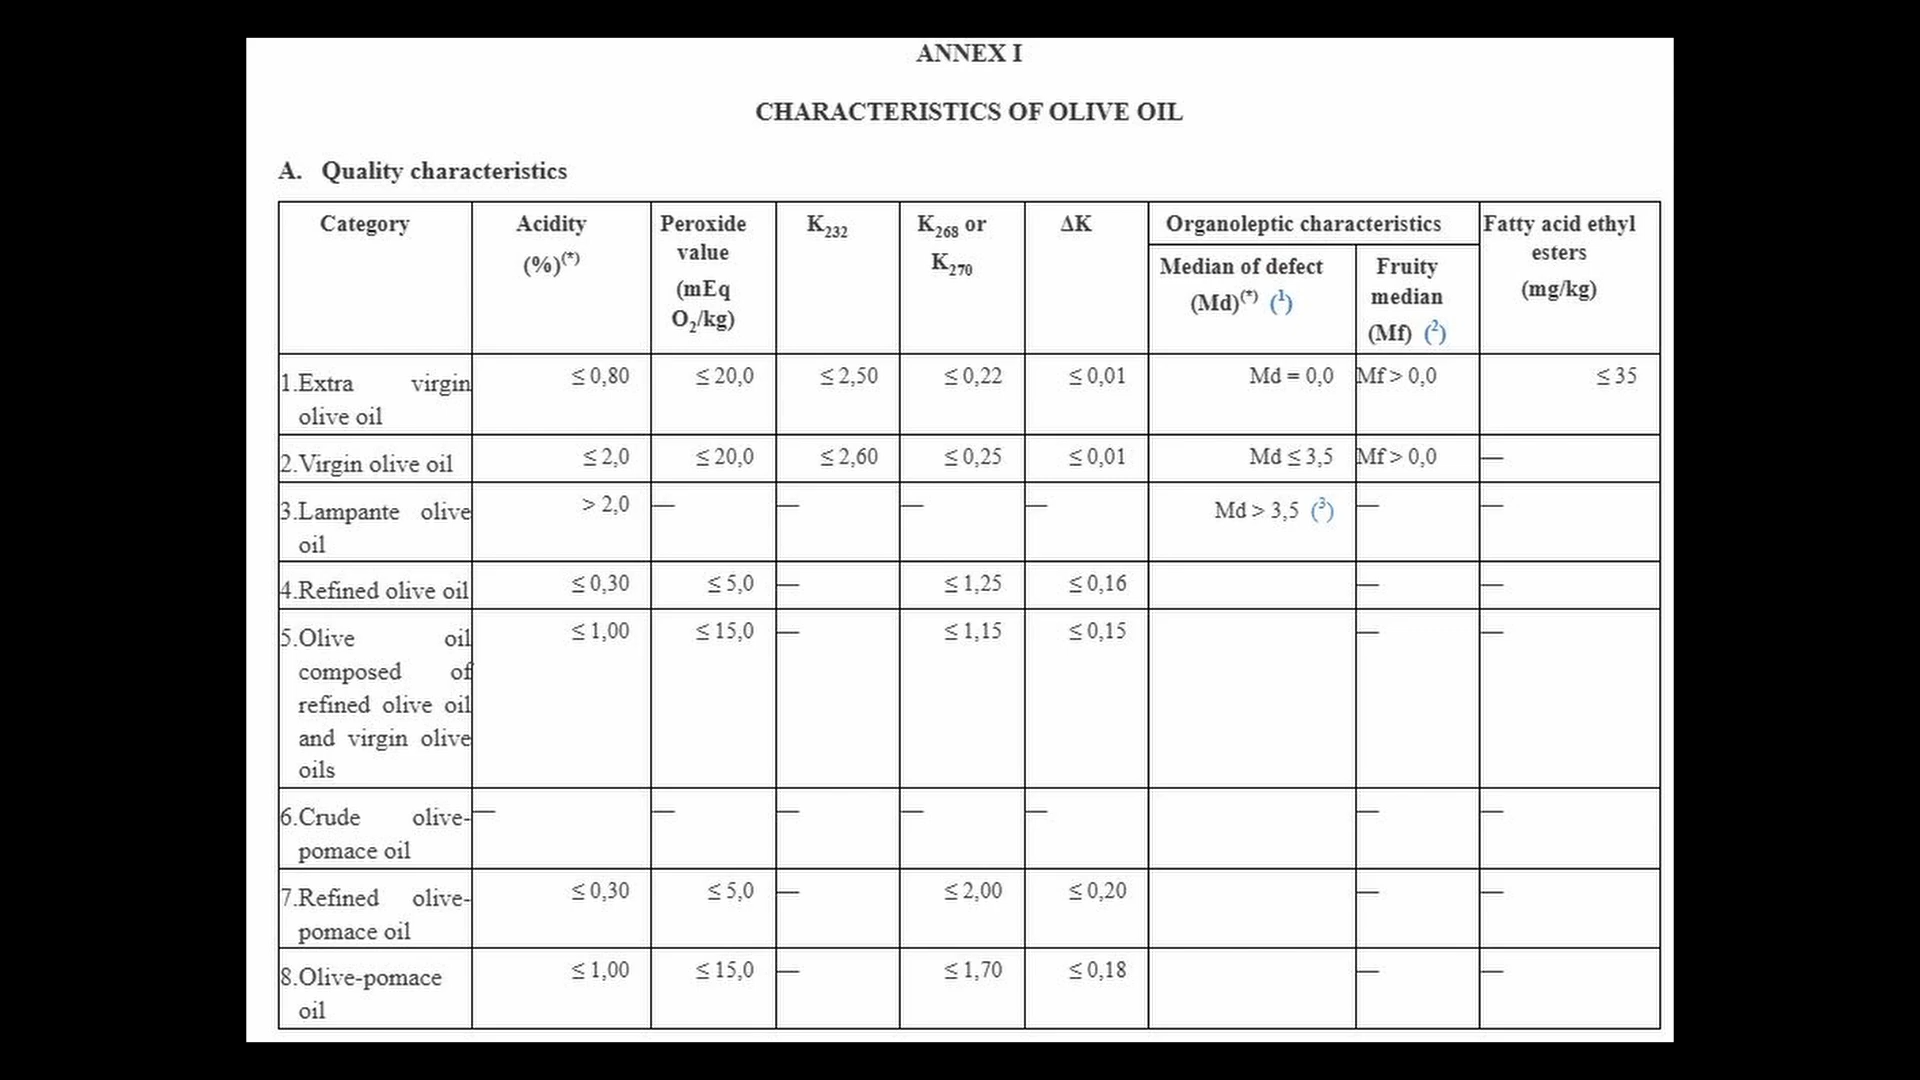 ANNEX I
CHARACTERISTICS OF OLIVE OIL
A. Quality characteristics
Category
Acidity
(%)(*)
Peroxide
value
(mEq
O2/kg)
K232
K268 or
K270
ΔK
Organoleptic characteristics
Median of defect
(Md)(*) (1)
Fruity
median
(Mf) (2)
Fatty acid ethyl
esters
(mg/kg)
1.Extra virgin
olive oil
≤ 0,80 ≤ 20,0 ≤ 2,50 ≤ 0,22 ≤ 0,01 Md = 0,0 Mf > 0,0 ≤ 35
2.Virgin olive oil ≤ 2,0 ≤ 20,0 ≤ 2,60 ≤ 0,25 ≤ 0,01 Md ≤ 3,5 Mf > 0,0 —
3.Lampante olive
oil
> 2,0 — — — — Md > 3,5 (3) — —
4.Refined olive oil ≤ 0,30 ≤ 5,0 — ≤ 1,25 ≤ 0,16 — —
5.Olive oil
composed of
refined olive oil
and virgin olive
oils
≤ 1,00 ≤ 15,0 — ≤ 1,15 ≤ 0,15 — —
6.Crude olive-
pomace oil
— — — — — — —
7.Refined olive-
pomace oil
≤ 0,30 ≤ 5,0 — ≤ 2,00 ≤ 0,20 — —
8.Olive-pomace
oil
≤ 1,00 ≤ 15,0 — ≤ 1,70 ≤ 0,18 — —